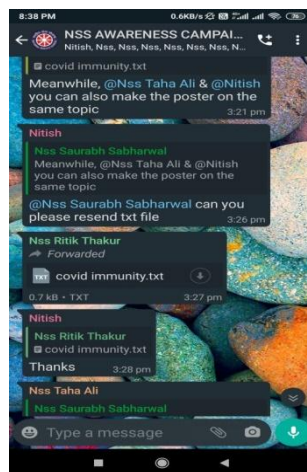 8:38 PM
0.6KB/s
NSS AWARENESS CAMPAI...
Nitish, Nss, Nss, Nss, Nss, Nss, Nss, N...
covid immunity.txt
Meanwhile, @Nss Taha Ali & @Nitish
you can also make the poster on the
same topic
3:21 pm
Nitish
Nss Saurabh Sabharwal
Meanwhile, @Nss Taha Ali & @Nitish
you can also make the poster on the
same topic
@Nss Saurabh Sabharwal can you
please resend txt file
3:26 pm
Nss Ritik Thakur
Forwarded
TXT
covid immunity.txt
0.7 kB • TXT
3:27 pm
Nitish
Nss Ritik Thakur
covid immunity.txt
Thanks
3:28 pm
Nss Taha Ali
Nss Saurabh Sabharwal
Type a message